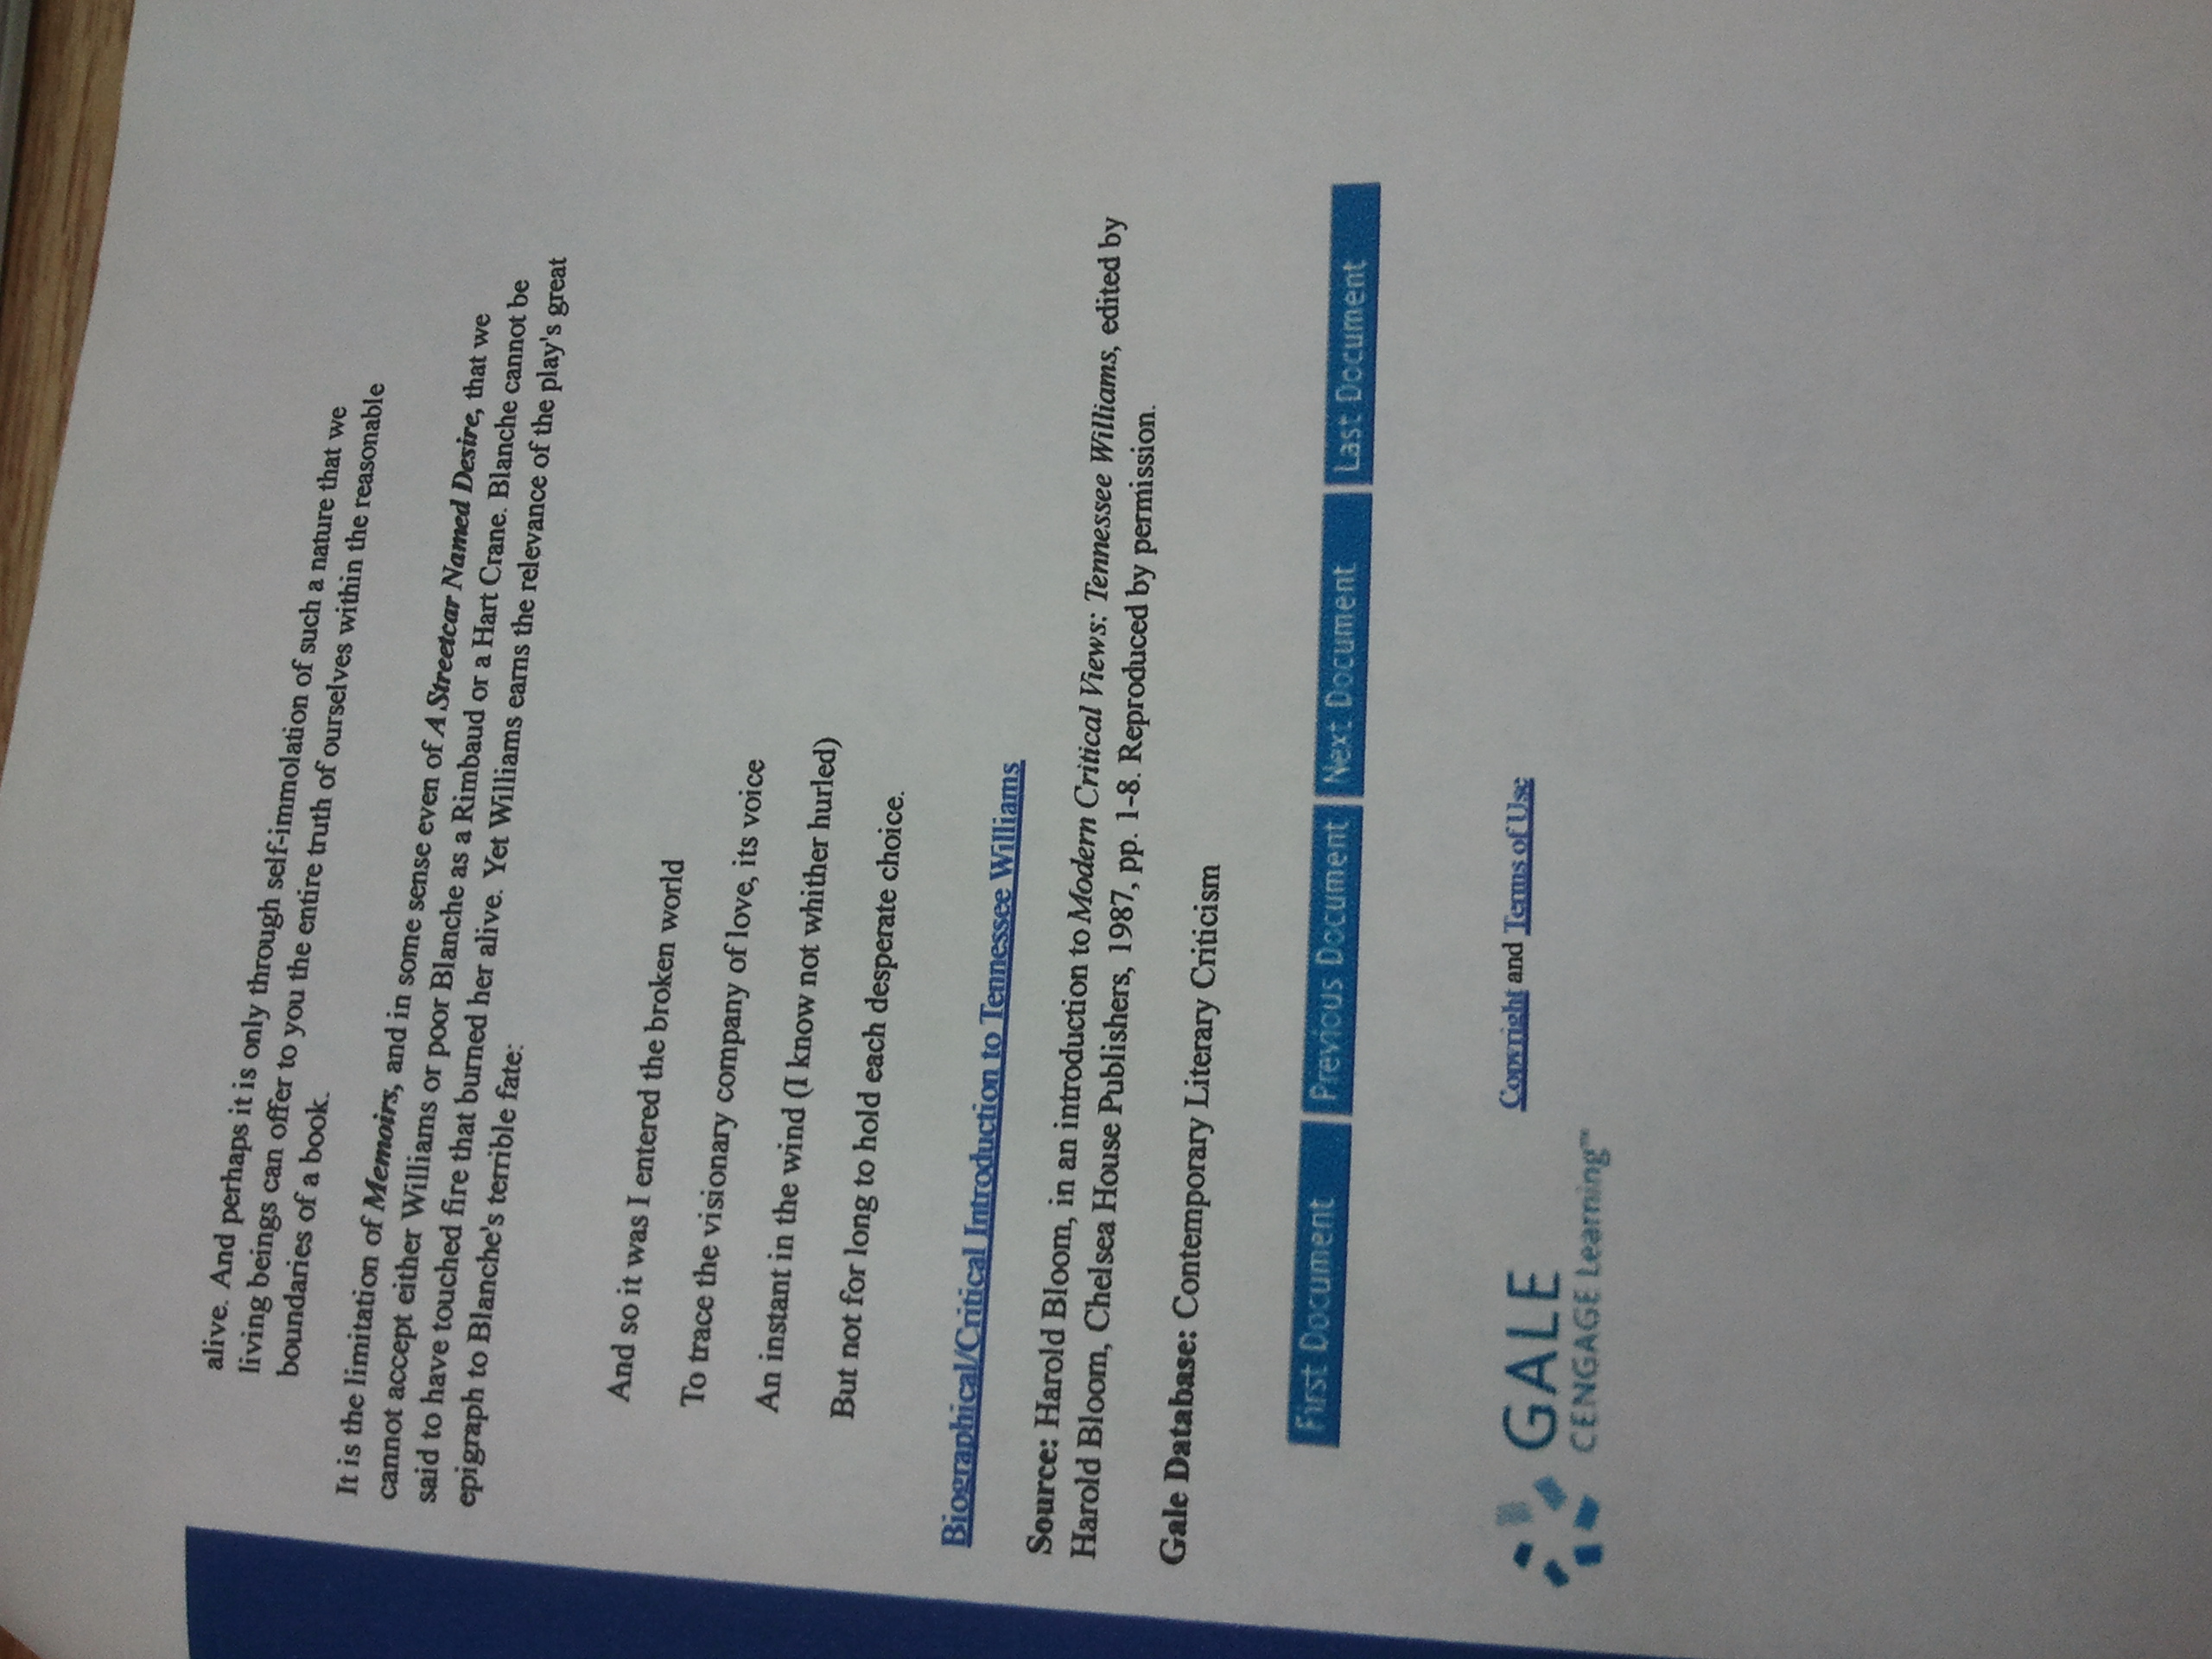 alive. And perhaps it is only through self-immolation of such a nature that we
living beings can offer to you the entire truth of ourselves within the reasonable
boundaries of a book.
It is the limitation of Memoirs, and in some sense even of A Streetcar Named Desire, that we
cannot accept either Williams or poor Blanche as a Rimbaud or a Hart Crane. Blanche cannot be
said to have touched fire that burned her alive. Yet Williams earns the relevance of the play's great
epigraph to Blanche's terrible fate:
And so it was I entered the broken world
To trace the visionary company of love, its voice
An instant in the wind (I know not whither hurled)
But not for long to hold each desperate choice.
Biographical/Critical Introduction to Tennessee Williams
Source: Harold Bloom, in an introduction to Modern Critical Views: Tennessee Williams, edited by
Harold Bloom, Chelsea House Publishers, 1987, pp. 1-8. Reproduced by permission.
Gale Database: Contemporary Literary Criticism
First Document Previous Document Next Document Last Document
GALE
CENGAGE Learning™
Copyright and Terms of Use